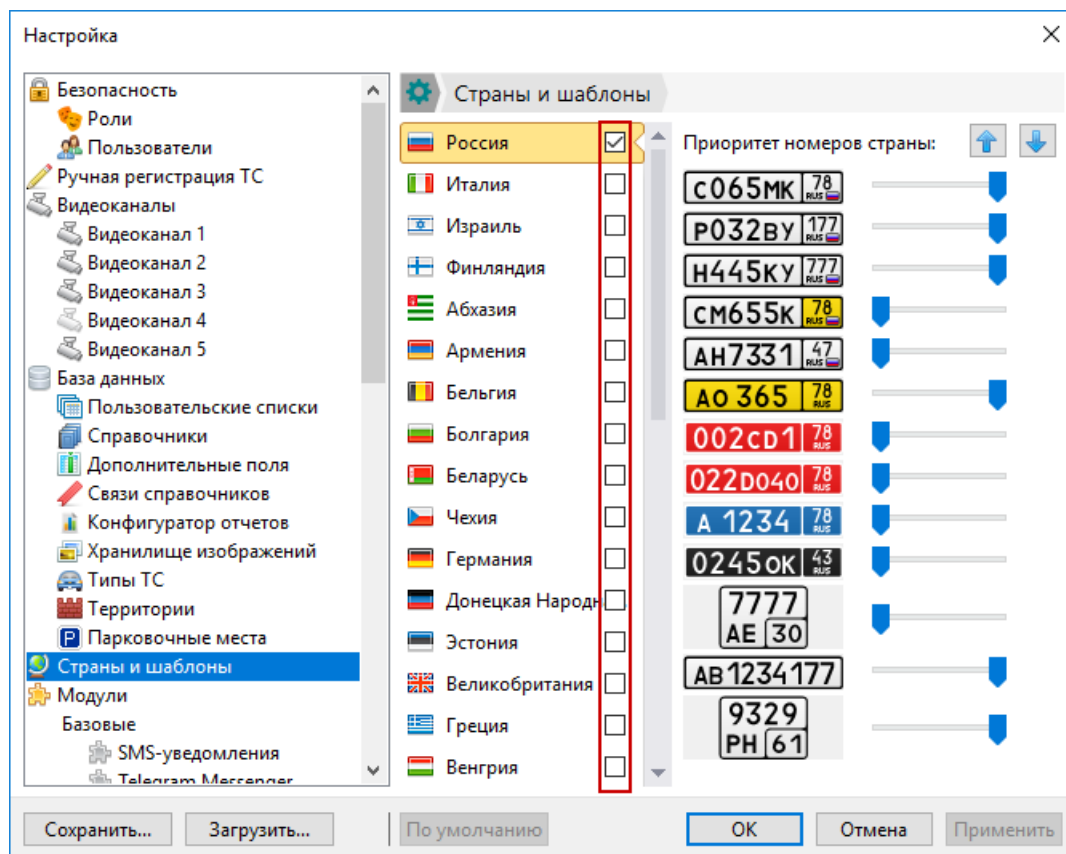 Настройка
Безопасность
Роли
Пользователи
Ручная регистрация ТС
Видеоканалы
Видеоканал 1
Видеоканал 2
Видеоканал 3
Видеоканал 4
Видеоканал 5
База данных
Пользовательские списки
Справочники
Дополнительные поля
Связи справочников
Конфигуратор отчетов
Хранилище изображений
Типы ТС
Территории
Парковочные места
Страны и шаблоны
Модули
Базовые
SMS-уведомления
Telegram Messenger
Страны и шаблоны
Россия
Италия
Израиль
Финляндия
Абхазия
Армения
Бельгия
Болгария
Беларусь
Чехия
Германия
Донецкая Народн
Эстония
Великобритания
Греция
Венгрия
Приоритет номеров страны:
С065МК 78 RUS
Р032ВУ 177 RUS
Н445КУ 777 RUS
СМ655К 78 RUS
АН7331 47 RUS
АО 365 78 RUS
002CD1 78 RUS
022D040 78 RUS
А 1234 78 RUS
0245ОК 43 RUS
7777
АЕ 30
АВ1234177
9329
РН 61
Сохранить...
Загрузить...
По умолчанию
ОК
Отмена
Применить